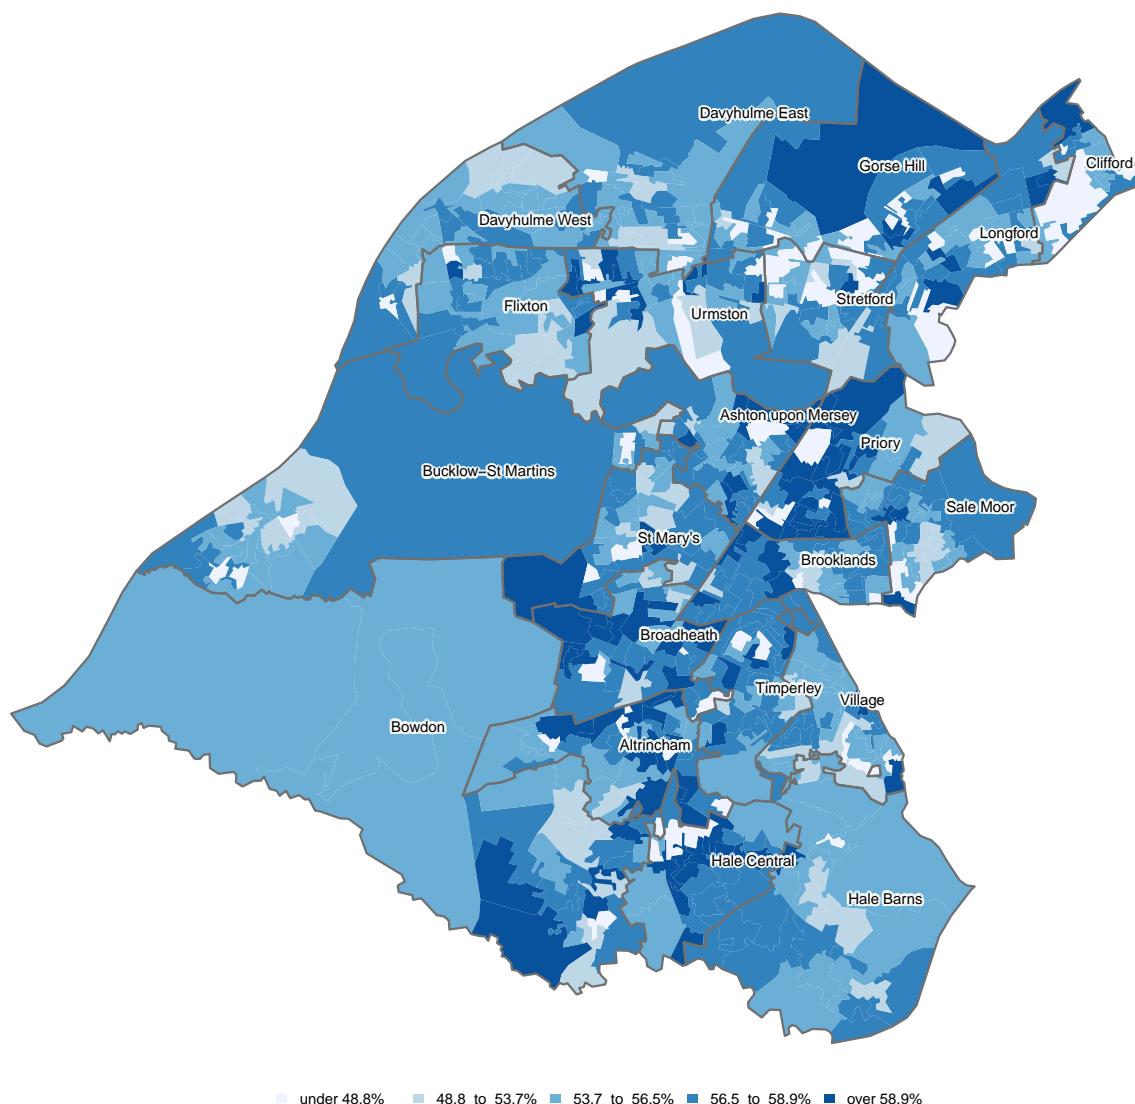 Davyhulme East
Gorse Hill
Clifford
Davyhulme West
Longford
Flixton
Urmston
Stretford
Ashton upon Mersey
Priory
Bucklow–St Martins
Sale Moor
St Mary's
Brooklands
Broadheath
Timperley
Village
Bowdon
Altrincham
Hale Central
Hale Barns
under 48.8% 48.8 to 53.7% 53.7 to 56.5% 56.5 to 58.9% over 58.9%